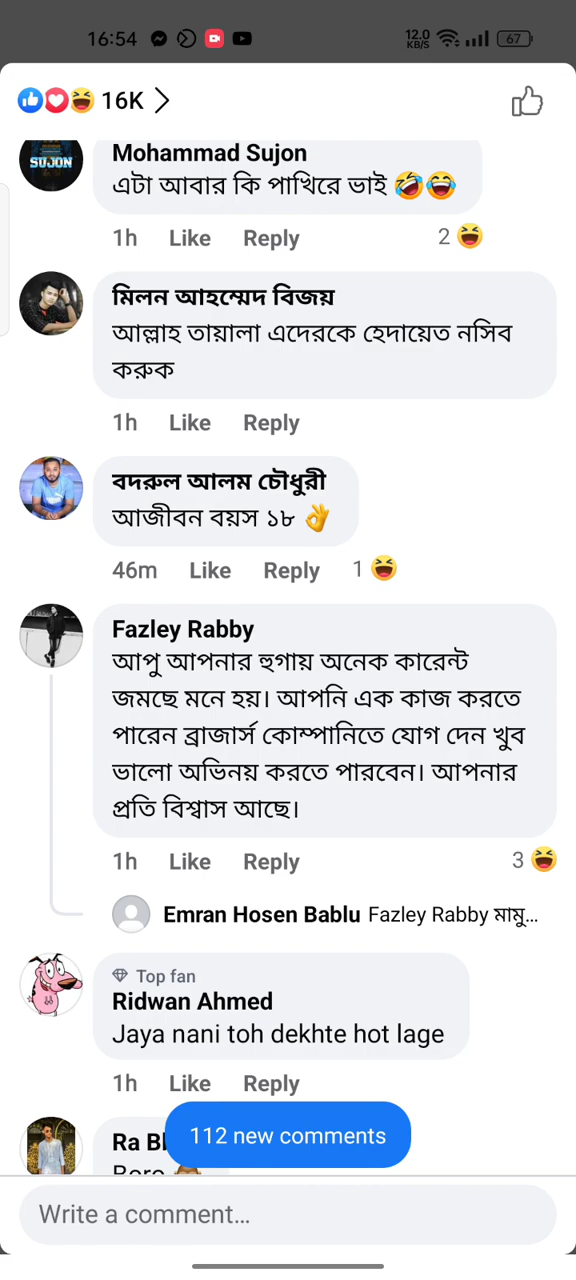 16:54
12.0
KB/S
67
16K
SUJON
Mohammad Sujon
এটা আবার কি পাখিরে ভাই 🤣😂
1h Like Reply 2
মিলন আহম্মেদ বিজয়
আল্লাহ তায়ালা এদেরকে হেদায়েত নসিব
করুক
1h Like Reply
বদরুল আলম চৌধুরী
আজীবন বয়স ১৮ 👌
46m Like Reply 1
Fazley Rabby
আপু আপনার হুগায় অনেক কারেন্ট
জমছে মনে হয়। আপনি এক কাজ করতে
পারেন ব্রাজার্স কোম্পানিতে যোগ দেন খুব
ভালো অভিনয় করতে পারবেন। আপনার
প্রতি বিশ্বাস আছে।
1h Like Reply 3
Emran Hosen Bablu Fazley Rabby মামু...
Top fan
Ridwan Ahmed
Jaya nani toh dekhte hot lage
1h Like Reply
Ra
112 new comments
Write a comment...